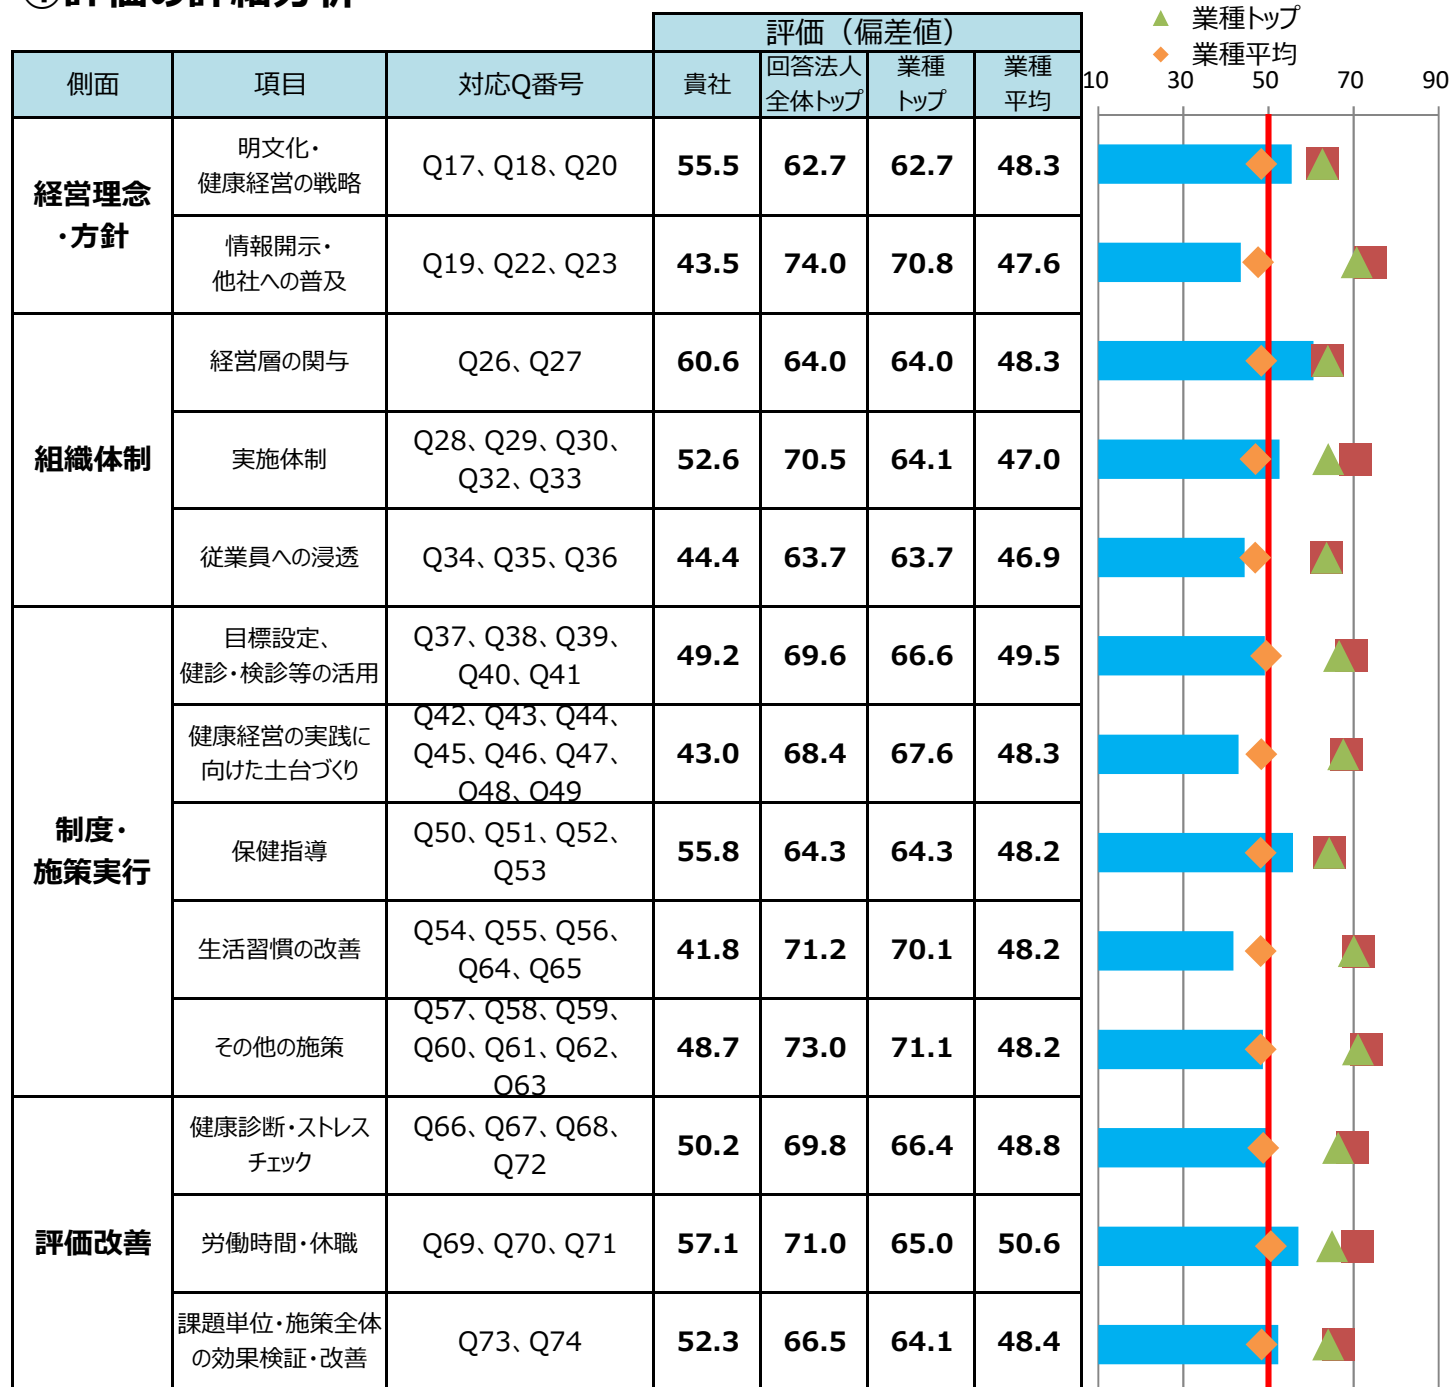 ①評価の詳細分析
業種トップ
業種平均
評価（偏差値）
側面 項目 対応Q番号 貴社 回答法人 業種 業種
全体トップ トップ 平均
10 30 50 70 90
経営理念
・方針
明文化・
健康経営の戦略
Q17、Q18、Q20 55.5 62.7 62.7 48.3
情報開示・
他社への普及
Q19、Q22、Q23 43.5 74.0 70.8 47.6
組織体制
経営層の関与 Q26、Q27 60.6 64.0 64.0 48.3
実施体制
Q28、Q29、Q30、
Q32、Q33
52.6 70.5 64.1 47.0
従業員への浸透 Q34、Q35、Q36 44.4 63.7 63.7 46.9
制度・
施策実行
目標設定、
健診・検診等の活用
Q37、Q38、Q39、
Q40、Q41
49.2 69.6 66.6 49.5
健康経営の実践に
向けた土台づくり
Q42、Q43、Q44、
Q45、Q46、Q47、
Q48、Q49
43.0 68.4 67.6 48.3
保健指導
Q50、Q51、Q52、
Q53
55.8 64.3 64.3 48.2
生活習慣の改善
Q54、Q55、Q56、
Q64、Q65
41.8 71.2 70.1 48.2
その他の施策
Q57、Q58、Q59、
Q60、Q61、Q62、
Q63
48.7 73.0 71.1 48.2
評価改善
健康診断・ストレス
チェック
Q66、Q67、Q68、
Q72
50.2 69.8 66.4 48.8
労働時間・休職 Q69、Q70、Q71 57.1 71.0 65.0 50.6
課題単位・施策全体
の効果検証・改善
Q73、Q74 52.3 66.5 64.1 48.4